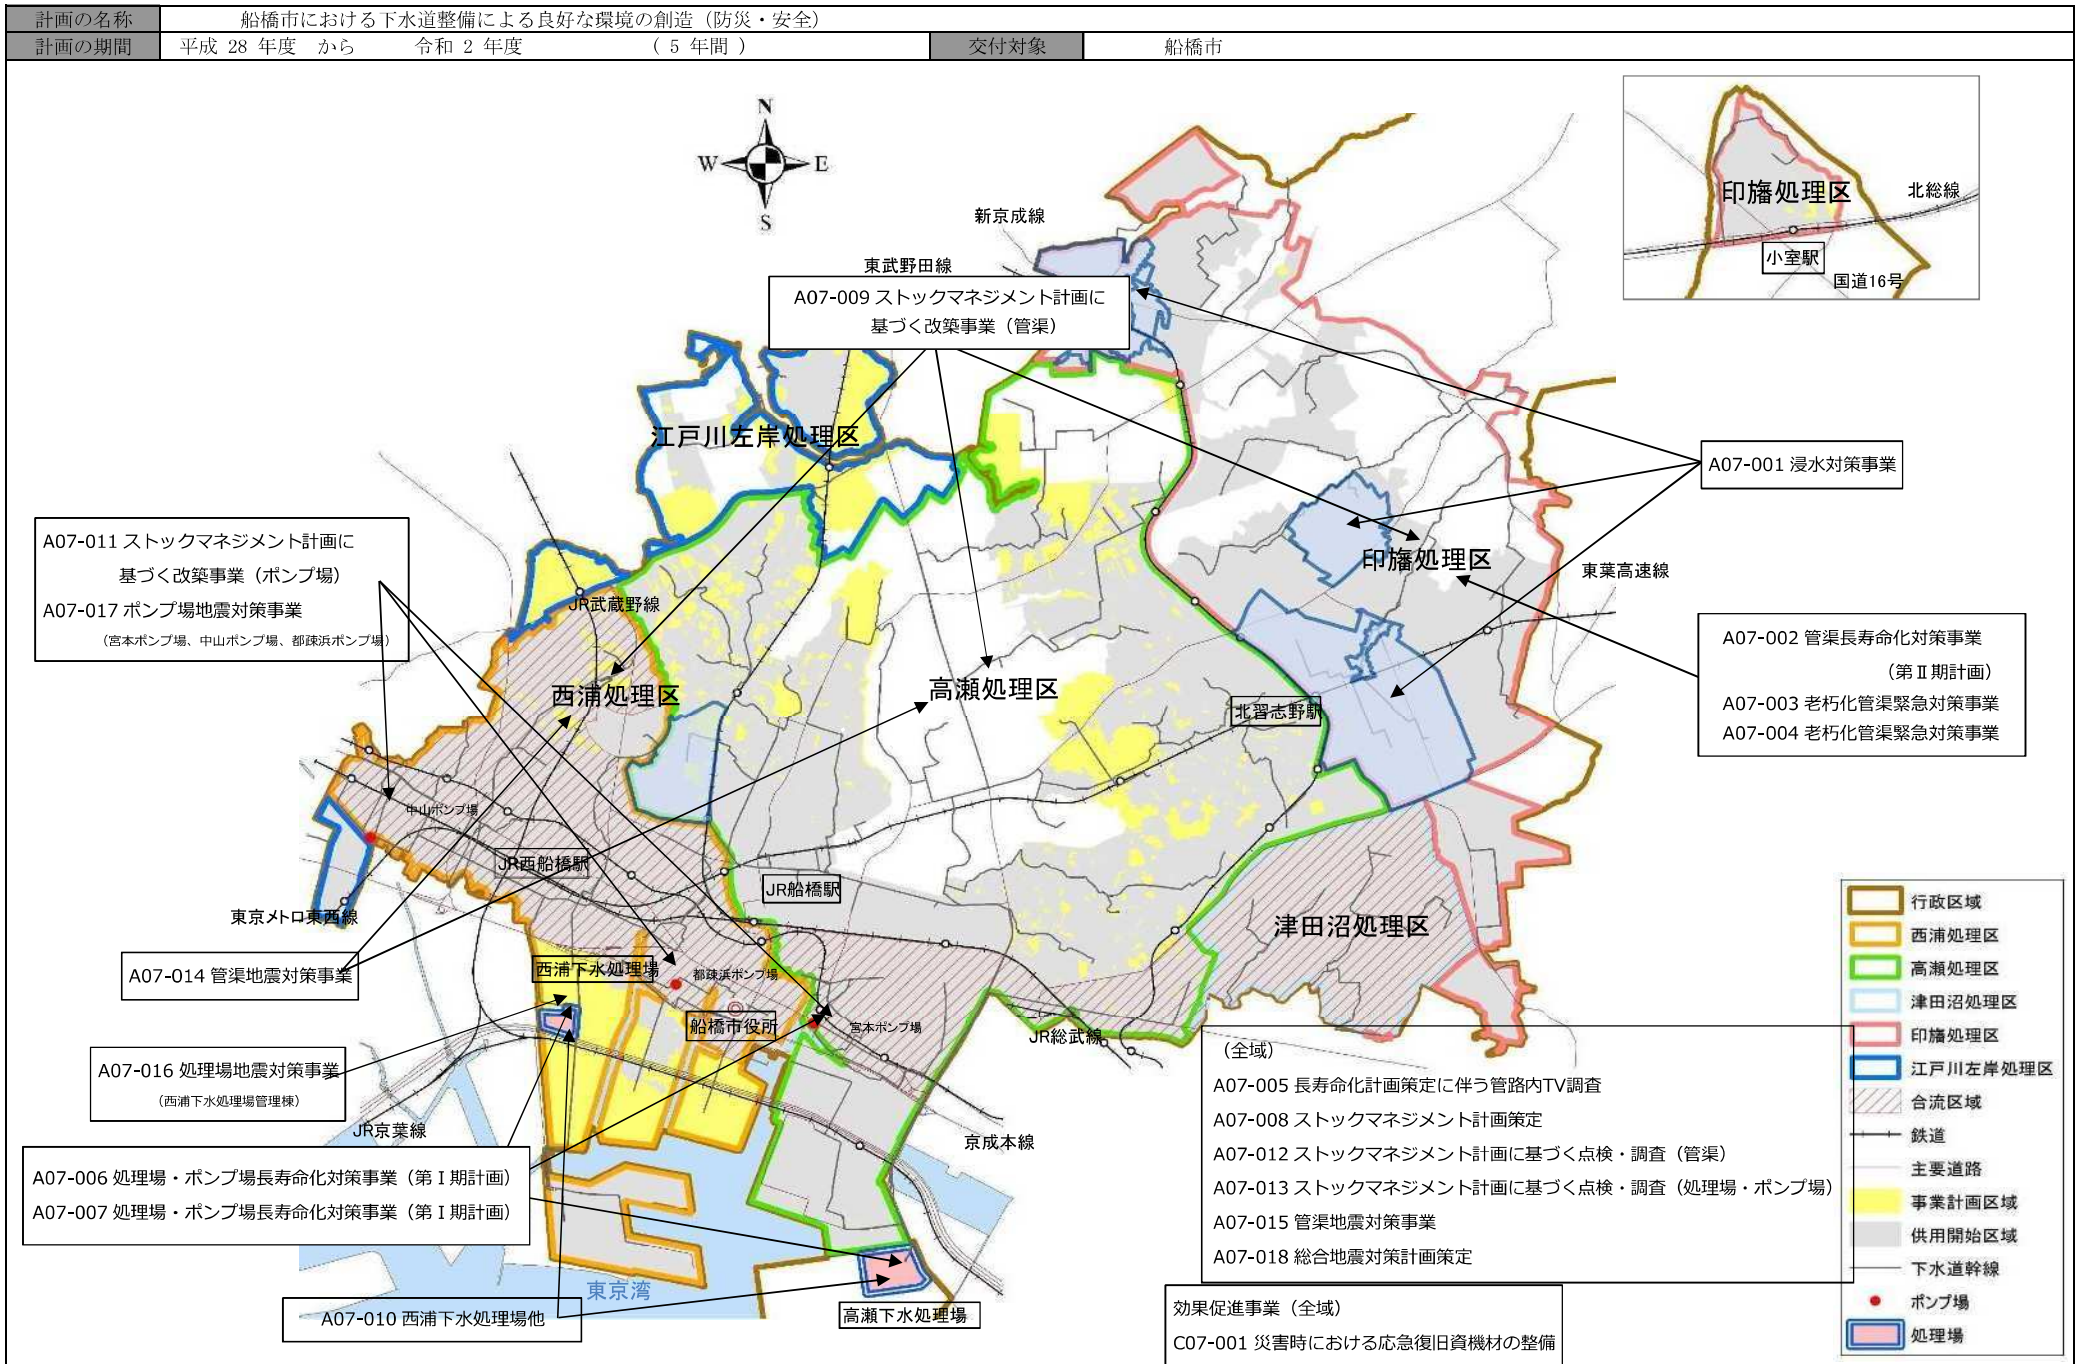 計画の名称 船橋市における下水道整備による良好な環境の創造（防災・安全）
計画の期間 平成 28 年度 から 令和 2 年度 （ 5 年間 ） 交付対象 船橋市
N
W E
S
新京成線
東武野田線
A07-009 ストックマネジメント計画に
基づく改築事業（管渠）
印旛処理区
北総線
小室駅
国道16号
江戸川左岸処理区
A07-001 浸水対策事業
A07-011 ストックマネジメント計画に
基づく改築事業（ポンプ場）
A07-017 ポンプ場地震対策事業
（宮本ポンプ場、中山ポンプ場、都疎浜ポンプ場）
JR武蔵野線
印旛処理区
東葉高速線
A07-002 管渠長寿命化対策事業
（第Ⅱ期計画）
A07-003 老朽化管渠緊急対策事業
A07-004 老朽化管渠緊急対策事業
西浦処理区
高瀬処理区
北習志野駅
中山ポンプ場
JR西船橋駅
JR船橋駅
東京メトロ東西線
津田沼処理区
A07-014 管渠地震対策事業
西浦下水処理場
都疎浜ポンプ場
船橋市役所
宮本ポンプ場
JR総武線
A07-016 処理場地震対策事業
（西浦下水処理場管理棟）
JR京葉線
京成本線
A07-006 処理場・ポンプ場長寿命化対策事業（第Ⅰ期計画）
A07-007 処理場・ポンプ場長寿命化対策事業（第Ⅰ期計画）
東京湾
A07-010 西浦下水処理場他
高瀬下水処理場
（全域）
A07-005 長寿命化計画策定に伴う管路内TV調査
A07-008 ストックマネジメント計画策定
A07-012 ストックマネジメント計画に基づく点検・調査（管渠）
A07-013 ストックマネジメント計画に基づく点検・調査（処理場・ポンプ場）
A07-015 管渠地震対策事業
A07-018 総合地震対策計画策定
効果促進事業（全域）
C07-001 災害時における応急復旧資機材の整備
行政区域
西浦処理区
高瀬処理区
津田沼処理区
印旛処理区
江戸川左岸処理区
合流区域
鉄道
主要道路
事業計画区域
供用開始区域
下水道幹線
ポンプ場
処理場